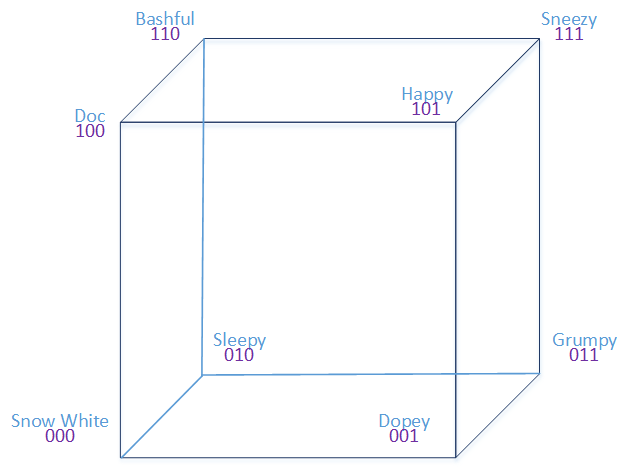 Bashful
110
Sneezy
111
Doc
100
Happy
101
Sleepy
010
Grumpy
011
Snow White
000
Dopey
001